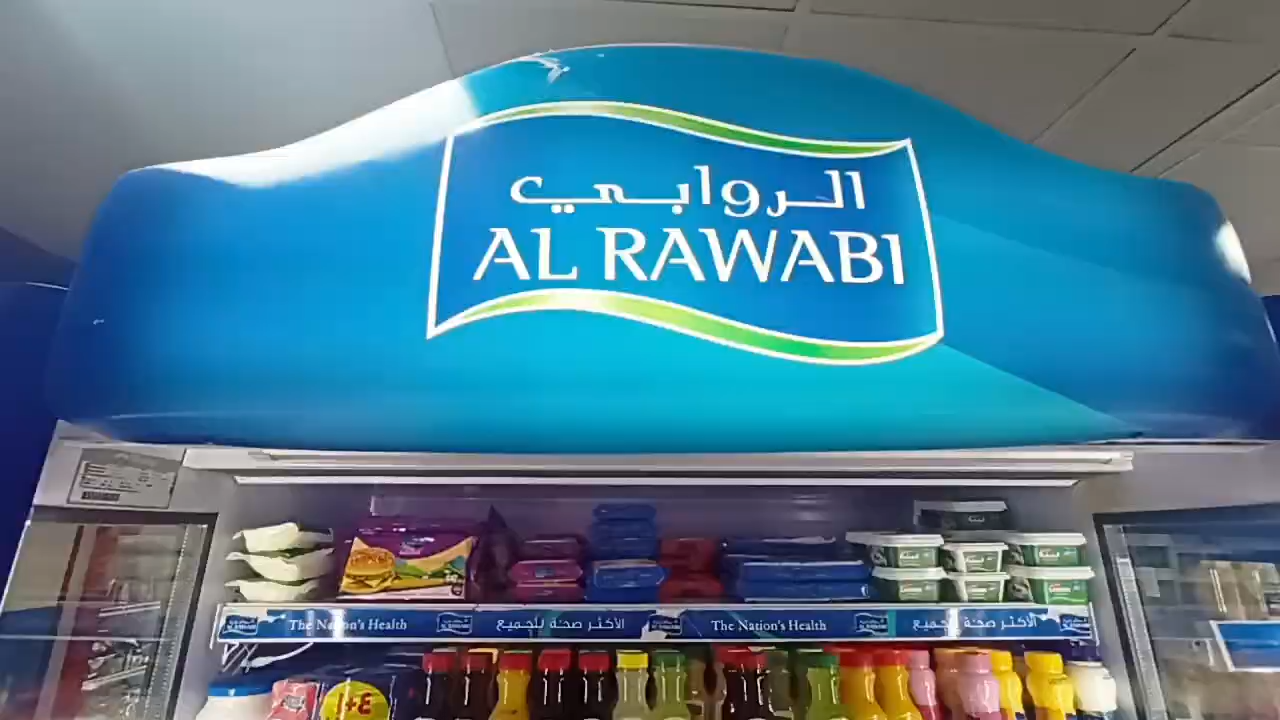 الروابي
AL RAWABI
The Nation's Health
الأكثر صحة للجميع
The Nation's Health
الأكثر صحة للجميع